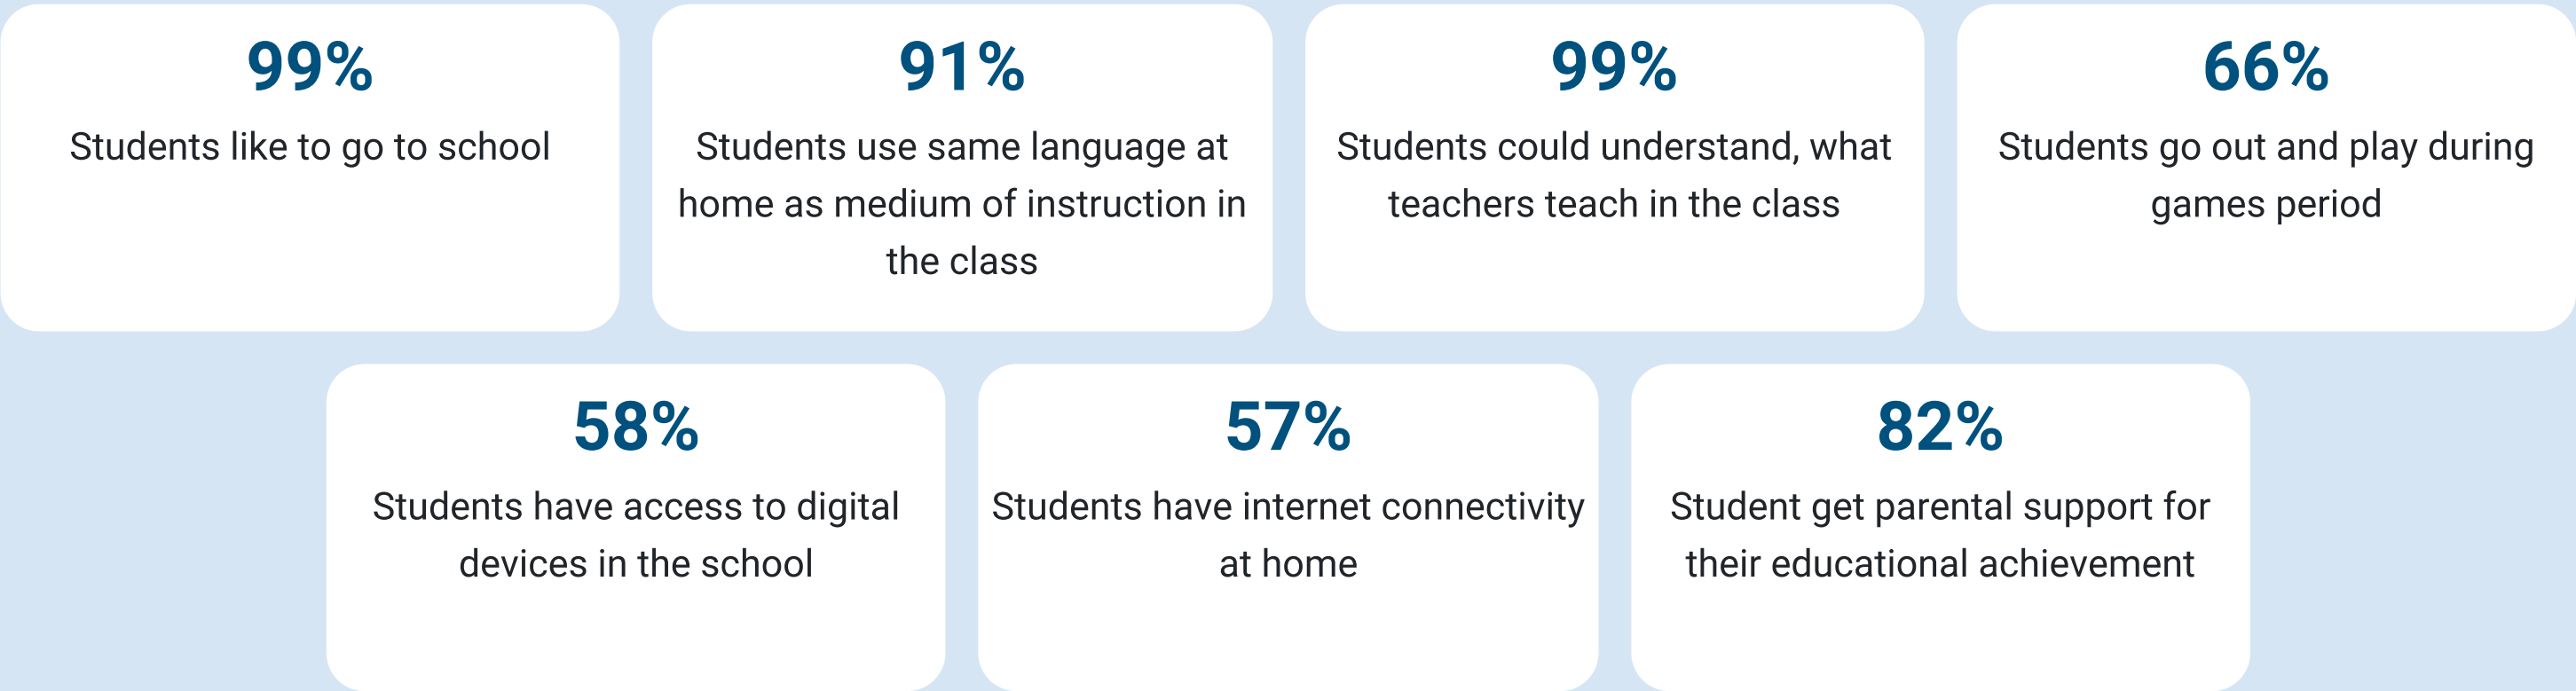 99%
Students like to go to school
91%
Students use same language at
home as medium of instruction in
the class
99%
Students could understand, what
teachers teach in the class
66%
Students go out and play during
games period
58%
Students have access to digital
devices in the school
57%
Students have internet connectivity
at home
82%
Student get parental support for
their educational achievement